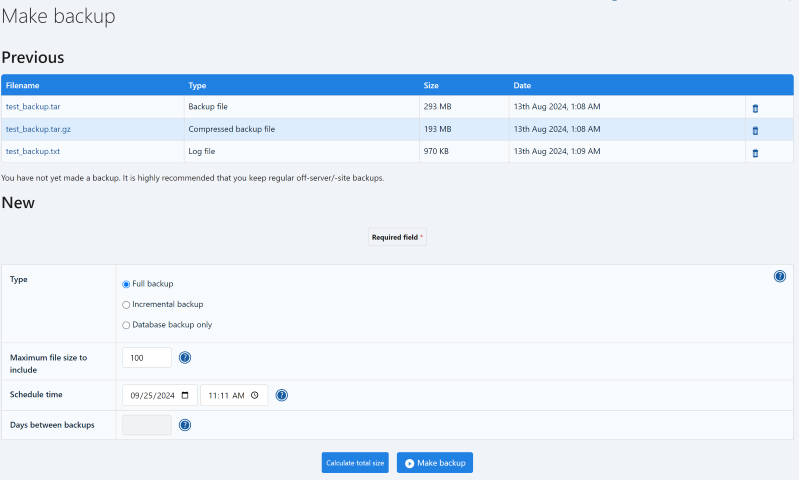 Make backup
Previous
Filename Type Size Date
test_backup.tar Backup file 293 MB 13th Aug 2024, 1:08 AM
test_backup.tar.gz Compressed backup file 193 MB 13th Aug 2024, 1:08 AM
test_backup.txt Log file 970 KB 13th Aug 2024, 1:09 AM
You have not yet made a backup. It is highly recommended that you keep regular off-server/-site backups.
New
Required field *
Type
Full backup
Incremental backup
Database backup only
Maximum file size to
include
100
Schedule time 09/25/2024 11:11 AM
Days between backups
Calculate total size Make backup